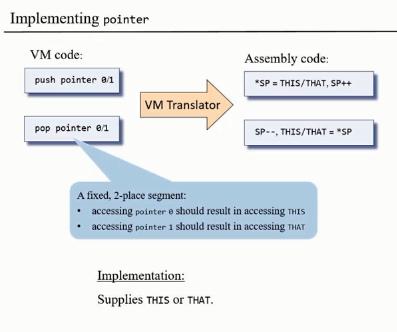 Implementing pointer
VM code:
push pointer 0/1
pop pointer 0/1
VM Translator
Assembly code:
*SP = THIS/THAT, SP++
SP--, THIS/THAT = *SP
A fixed, 2-place segment:
• accessing pointer 0 should result in accessing THIS
• accessing pointer 1 should result in accessing THAT
Implementation:
Supplies THIS or THAT.